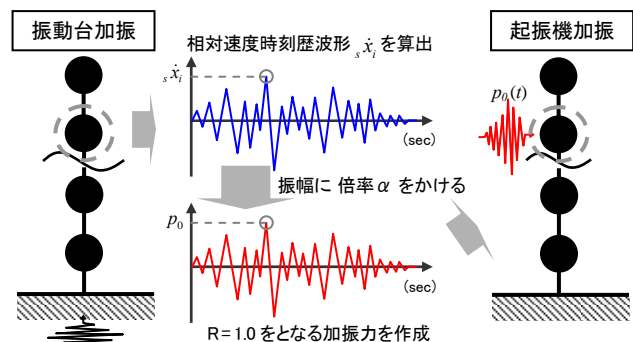 振動台加振
相対速度時刻歴波形 sẋi を算出
起振機加振
sẋi
(sec)
p0(t)
振幅に 倍率α をかける
p0
(sec)
R=1.0をとなる加振力を作成